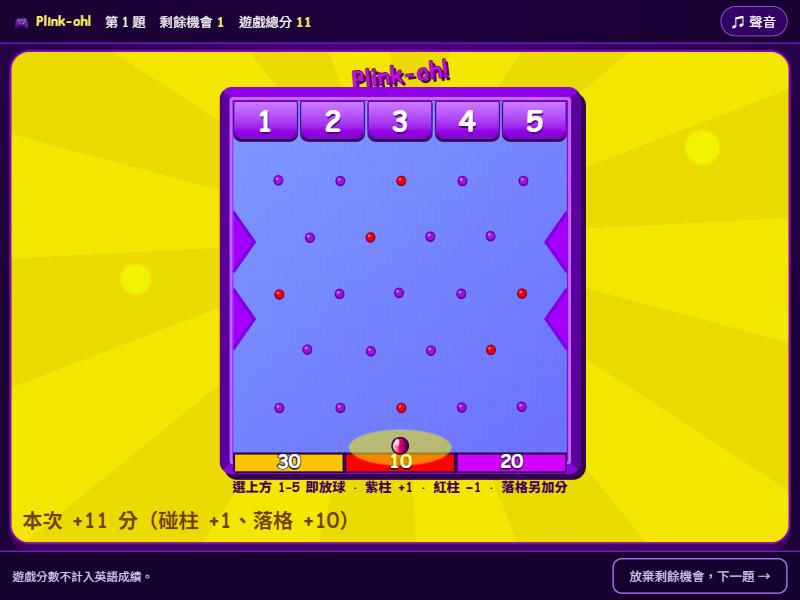 Plink-oh! 第 1 題 剩餘機會 1 遊戲總分 11
♫ 聲音
Plink-oh!
1 2 3 4 5
30 10 20
選上方 1-5 即放球 · 紫柱 +1 · 紅柱 -1 · 落格另加分
本次 +11 分（碰柱 +1、落格 +10）
遊戲分數不計入英語成績。
放棄剩餘機會，下一題 →